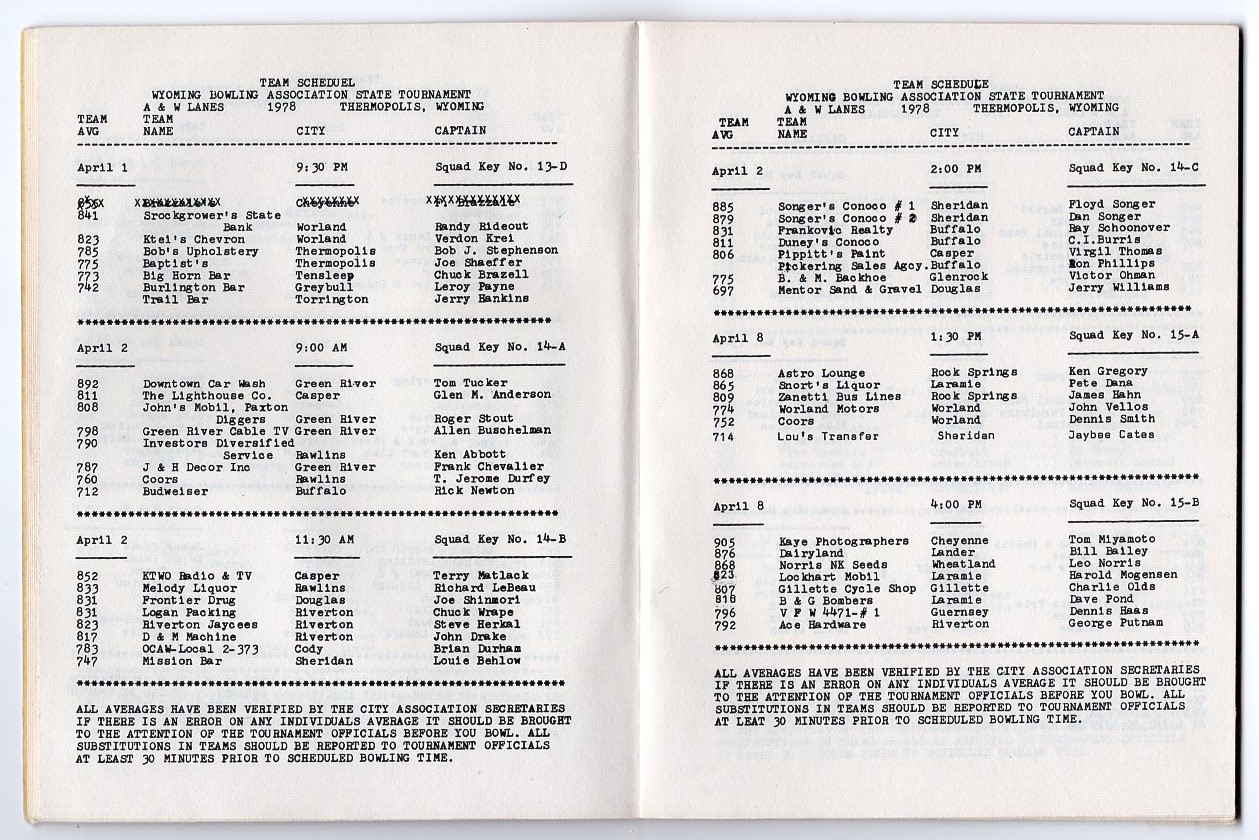 TEAM SCHEDUEL
WYOMING BOWLING ASSOCIATION STATE TOURNAMENT
A & W LANES 1978 THERMOPOLIS, WYOMING
TEAM TEAM
AVG NAME CITY CAPTAIN
April 1 9:30 PM Squad Key No. 13-D
841 Srockgrower's State
Bank Worland Randy Rideout
823 Ktei's Chevron Worland Verdon Krei
785 Bob's Upholstery Thermopolis Bob J. Stephenson
775 Baptist's Thermopolis Joe Shaeffer
773 Big Horn Bar Tensleep Chuck Brazell
742 Burlington Bar Greybull Leroy Payne
Trail Bar Torrington Jerry Hankins
April 2 9:00 AM Squad Key No. 14-A
892 Downtown Car Wash Green River Tom Tucker
811 The Lighthouse Co. Casper Glen M. Anderson
808 John's Mobil, Paxton
Diggers Green River Roger Stout
798 Green River Cable TV Green River Allen Buschelman
790 Investors Diversified
Service Rawlins Ken Abbott
787 J & H Decor Inc Green River Frank Chevalier
760 Coors Rawlins T. Jerome Durfey
712 Budweiser Buffalo Rick Newton
April 2 11:30 AM Squad Key No. 14-B
852 KTWO Radio & TV Casper Terry Matlack
833 Melody Liquor Rawlins Richard LeBeau
831 Frontier Drug Douglas Joe Shinmori
831 Logan Packing Riverton Chuck Wrape
823 Riverton Jaycees Riverton Steve Herkal
817 D & M Machine Riverton John Drake
783 OCAW-Local 2-373 Cody Brian Durham
747 Mission Bar Sheridan Louie Behlow
ALL AVERAGES HAVE BEEN VERIFIED BY THE CITY ASSOCIATION SECRETARIES
IF THERE IS AN ERROR ON ANY INDIVIDUALS AVERAGE IT SHOULD BE BROUGHT
TO THE ATTENTION OF THE TOURNAMENT OFFICIALS BEFORE YOU BOWL. ALL
SUBSTITUTIONS IN TEAMS SHOULD BE REPORTED TO TOURNAMENT OFFICIALS
AT LEAST 30 MINUTES PRIOR TO SCHEDULED BOWLING TIME.
TEAM SCHEDULE
WYOMING BOWLING ASSOCIATION STATE TOURNAMENT
A & W LANES 1978 THERMOPOLIS, WYOMING
TEAM TEAM
AVG NAME CITY CAPTAIN
April 2 2:00 PM Squad Key No. 14-C
885 Songer's Conoco # 1 Sheridan Floyd Songer
879 Songer's Conoco # 2 Sheridan Dan Songer
831 Frankovic Realty Buffalo Ray Schoonover
811 Duney's Conoco Buffalo C.I.Burris
806 Pippitt's Paint Casper Virgil Thomas
Pickering Sales Agcy. Buffalo Ron Phillips
775 B. & M. Backhoe Glenrock Victor Ohman
697 Mentor Sand & Gravel Douglas Jerry Williams
April 8 1:30 PM Squad Key No. 15-A
868 Astro Lounge Rock Springs Ken Gregory
865 Snort's Liquor Laramie Pete Dana
809 Zanetti Bus Lines Rock Springs James Hahn
774 Worland Motors Worland John Vellos
752 Coors Worland Dennis Smith
714 Lou's Transfer Sheridan Jaybee Cates
April 8 4:00 PM Squad Key No. 15-B
905 Kaye Photographers Cheyenne Tom Miyamoto
876 Dairyland Lander Bill Bailey
868 Norris NK Seeds Wheatland Leo Norris
823 Lockhart Mobil Laramie Harold Mogensen
807 Gillette Cycle Shop Gillette Charlie Olds
B & G Bombers Laramie Dave Pond
796 V F W 4471-# 1 Guernsey Dennis Haas
792 Ace Hardware Riverton George Putnam
ALL AVERAGES HAVE BEEN VERIFIED BY THE CITY ASSOCIATION SECRETARIES
IF THERE IS AN ERROR ON ANY INDIVIDUALS AVERAGE IT SHOULD BE BROUGHT
TO THE ATTENTION OF THE TOURNAMENT OFFICIALS BEFORE YOU BOWL. ALL
SUBSTITUTIONS IN TEAMS SHOULD BE REPORTED TO TOURNAMENT OFFICIALS
AT LEAT 30 MINUTES PRIOR TO SCHEDULED BOWLING TIME.